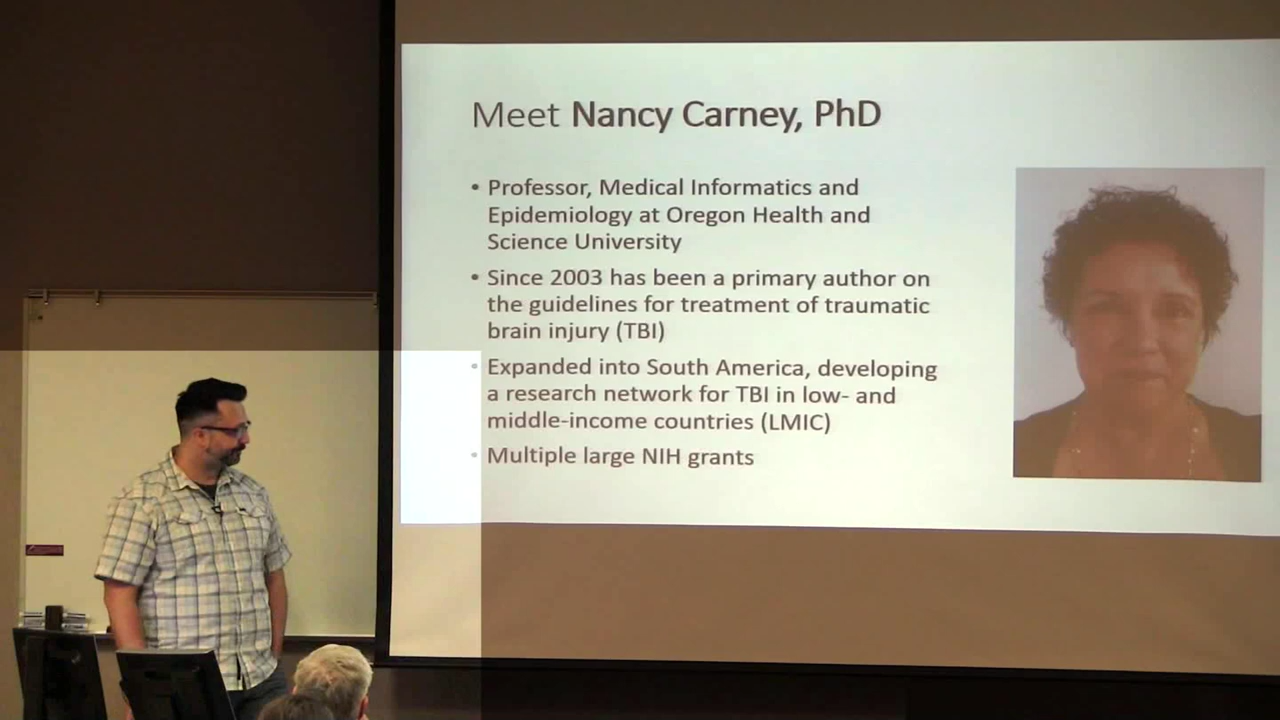 Meet Nancy Carney, PhD
• Professor, Medical Informatics and
Epidemiology at Oregon Health and
Science University
• Since 2003 has been a primary author on
the guidelines for treatment of traumatic
brain injury (TBI)
• Expanded into South America, developing
a research network for TBI in low- and
middle-income countries (LMIC)
• Multiple large NIH grants